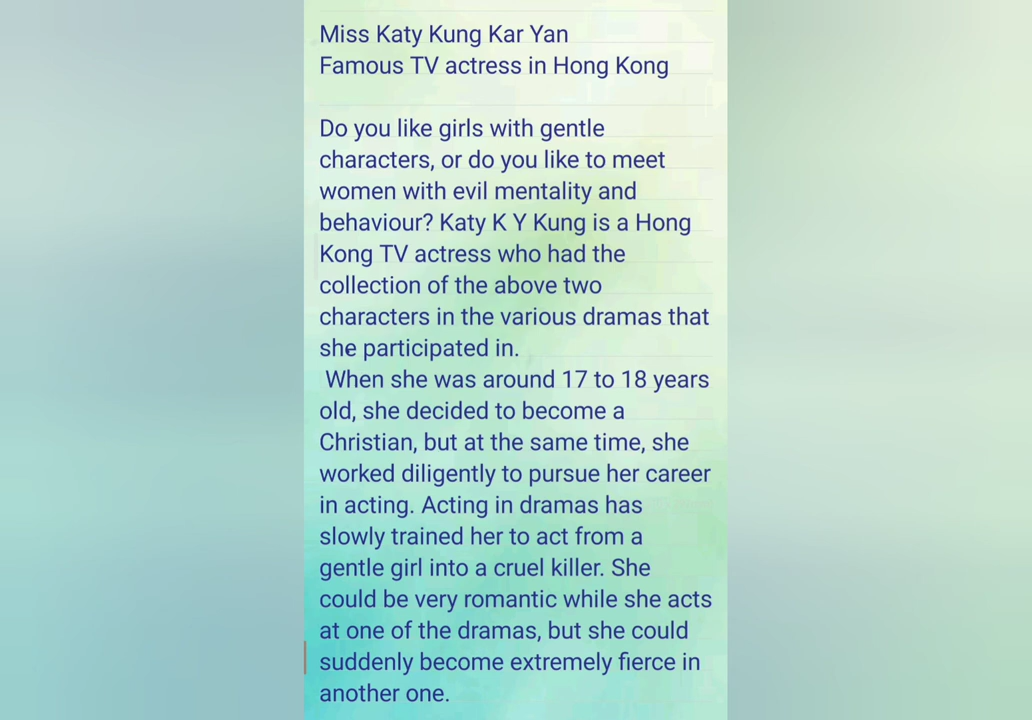 Miss Katy Kung Kar Yan
Famous TV actress in Hong Kong
Do you like girls with gentle
characters, or do you like to meet
women with evil mentality and
behaviour? Katy K Y Kung is a Hong
Kong TV actress who had the
collection of the above two
characters in the various dramas that
she participated in.
When she was around 17 to 18 years
old, she decided to become a
Christian, but at the same time, she
worked diligently to pursue her career
in acting. Acting in dramas has
slowly trained her to act from a
gentle girl into a cruel killer. She
could be very romantic while she acts
at one of the dramas, but she could
suddenly become extremely fierce in
another one.